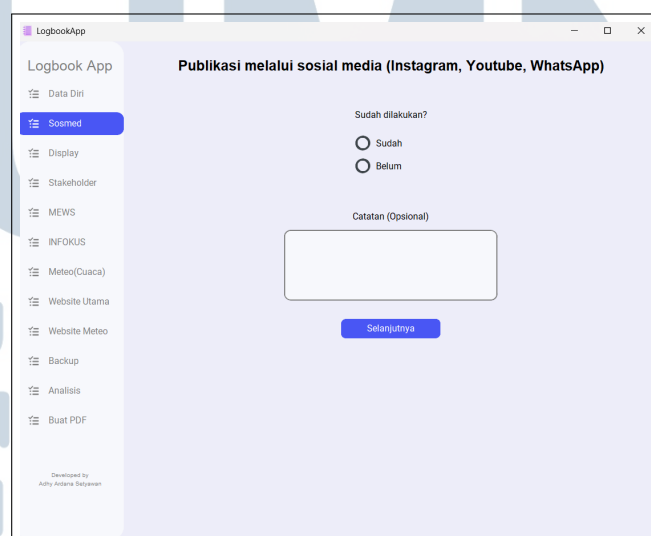 LogbookApp
Logbook App
Data Diri
Sosmed
Display
Stakeholder
MEWS
INFOKUS
Meteo(Cuaca)
Website Utama
Website Meteo
Backup
Analisis
Buat PDF
Developed by
Adhy Ardana Setyawan
Publikasi melalui sosial media (Instagram, Youtube, WhatsApp)
Sudah dilakukan?
Sudah
Belum
Catatan (Opsional)
Selanjutnya